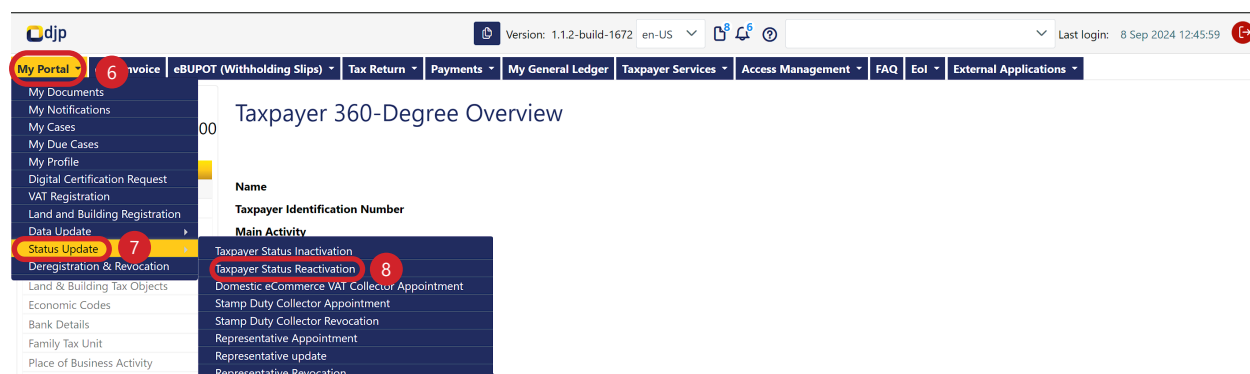 djp
Version: 1.1.2-build-1672 en-US 8 6 Last login: 8 Sep 2024 12:45:59
My Portal 6 nvoice eBUPOT (Withholding Slips) Tax Return Payments My General Ledger Taxpayer Services Access Management FAQ EoI External Applications
My Documents
My Notifications
My Cases
My Due Cases
My Profile
Digital Certification Request
VAT Registration
Land and Building Registration
Data Update
Status Update 7
Deregistration & Revocation
Land & Building Tax Objects
Economic Codes
Bank Details
Family Tax Unit
Place of Business Activity
00
Taxpayer 360-Degree Overview
Name
Taxpayer Identification Number
Main Activity
Taxpayer Status Inactivation
Taxpayer Status Reactivation 8
Domestic eCommerce VAT Collector Appointment
Stamp Duty Collector Appointment
Stamp Duty Collector Revocation
Representative Appointment
Representative update
Representative Revocation